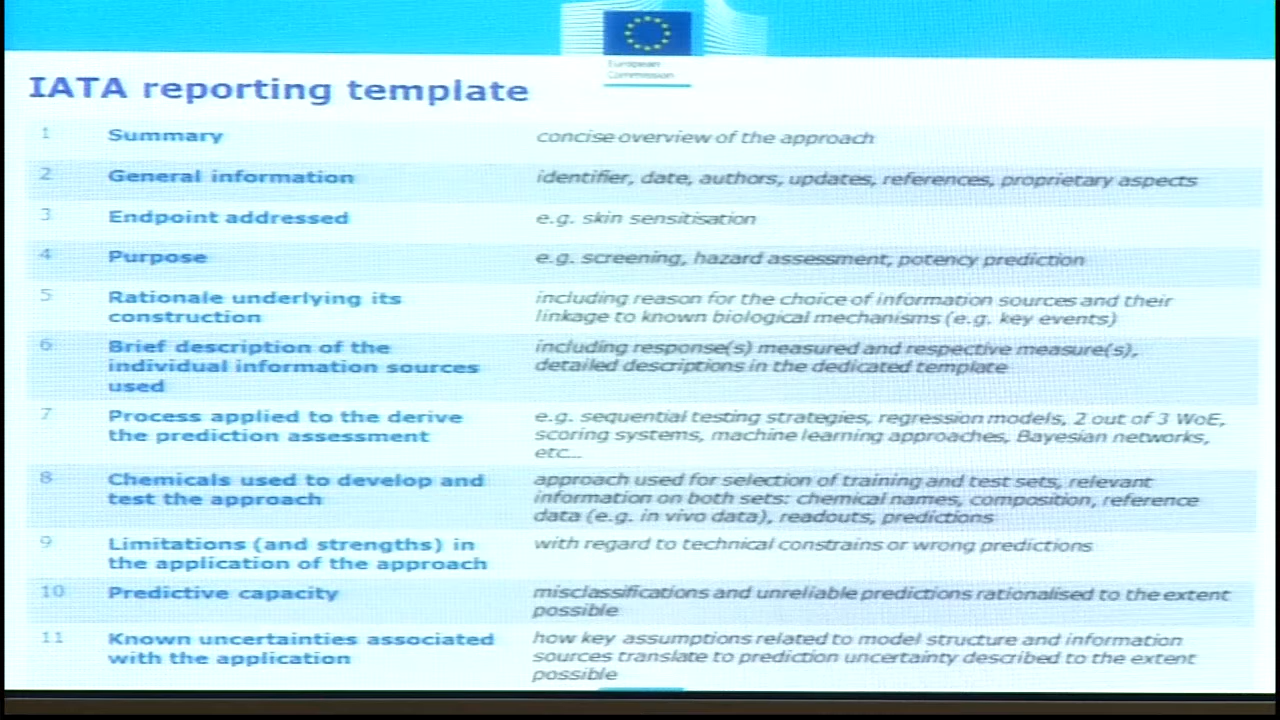 European
Commission
IATA reporting template
1 Summary concise overview of the approach
2 General information identifier, date, authors, updates, references, proprietary aspects
3 Endpoint addressed e.g. skin sensitisation
4 Purpose e.g. screening, hazard assessment, potency prediction
5 Rationale underlying its including reason for the choice of information sources and their
construction linkage to known biological mechanisms (e.g. key events)
6 Brief description of the including response(s) measured and respective measure(s),
individual information sources detailed descriptions in the dedicated template
used
7 Process applied to the derive e.g. sequential testing strategies, regression models, 2 out of 3 WoE,
the prediction assessment scoring systems, machine learning approaches, Bayesian networks,
etc...
8 Chemicals used to develop and approach used for selection of training and test sets, relevant
test the approach information on both sets: chemical names, composition, reference
data (e.g. in vivo data), readouts, predictions
9 Limitations (and strengths) in with regard to technical constrains or wrong predictions
the application of the approach
10 Predictive capacity misclassifications and unreliable predictions rationalised to the extent
possible
11 Known uncertainties associated how key assumptions related to model structure and information
with the application sources translate to prediction uncertainty described to the extent
possible